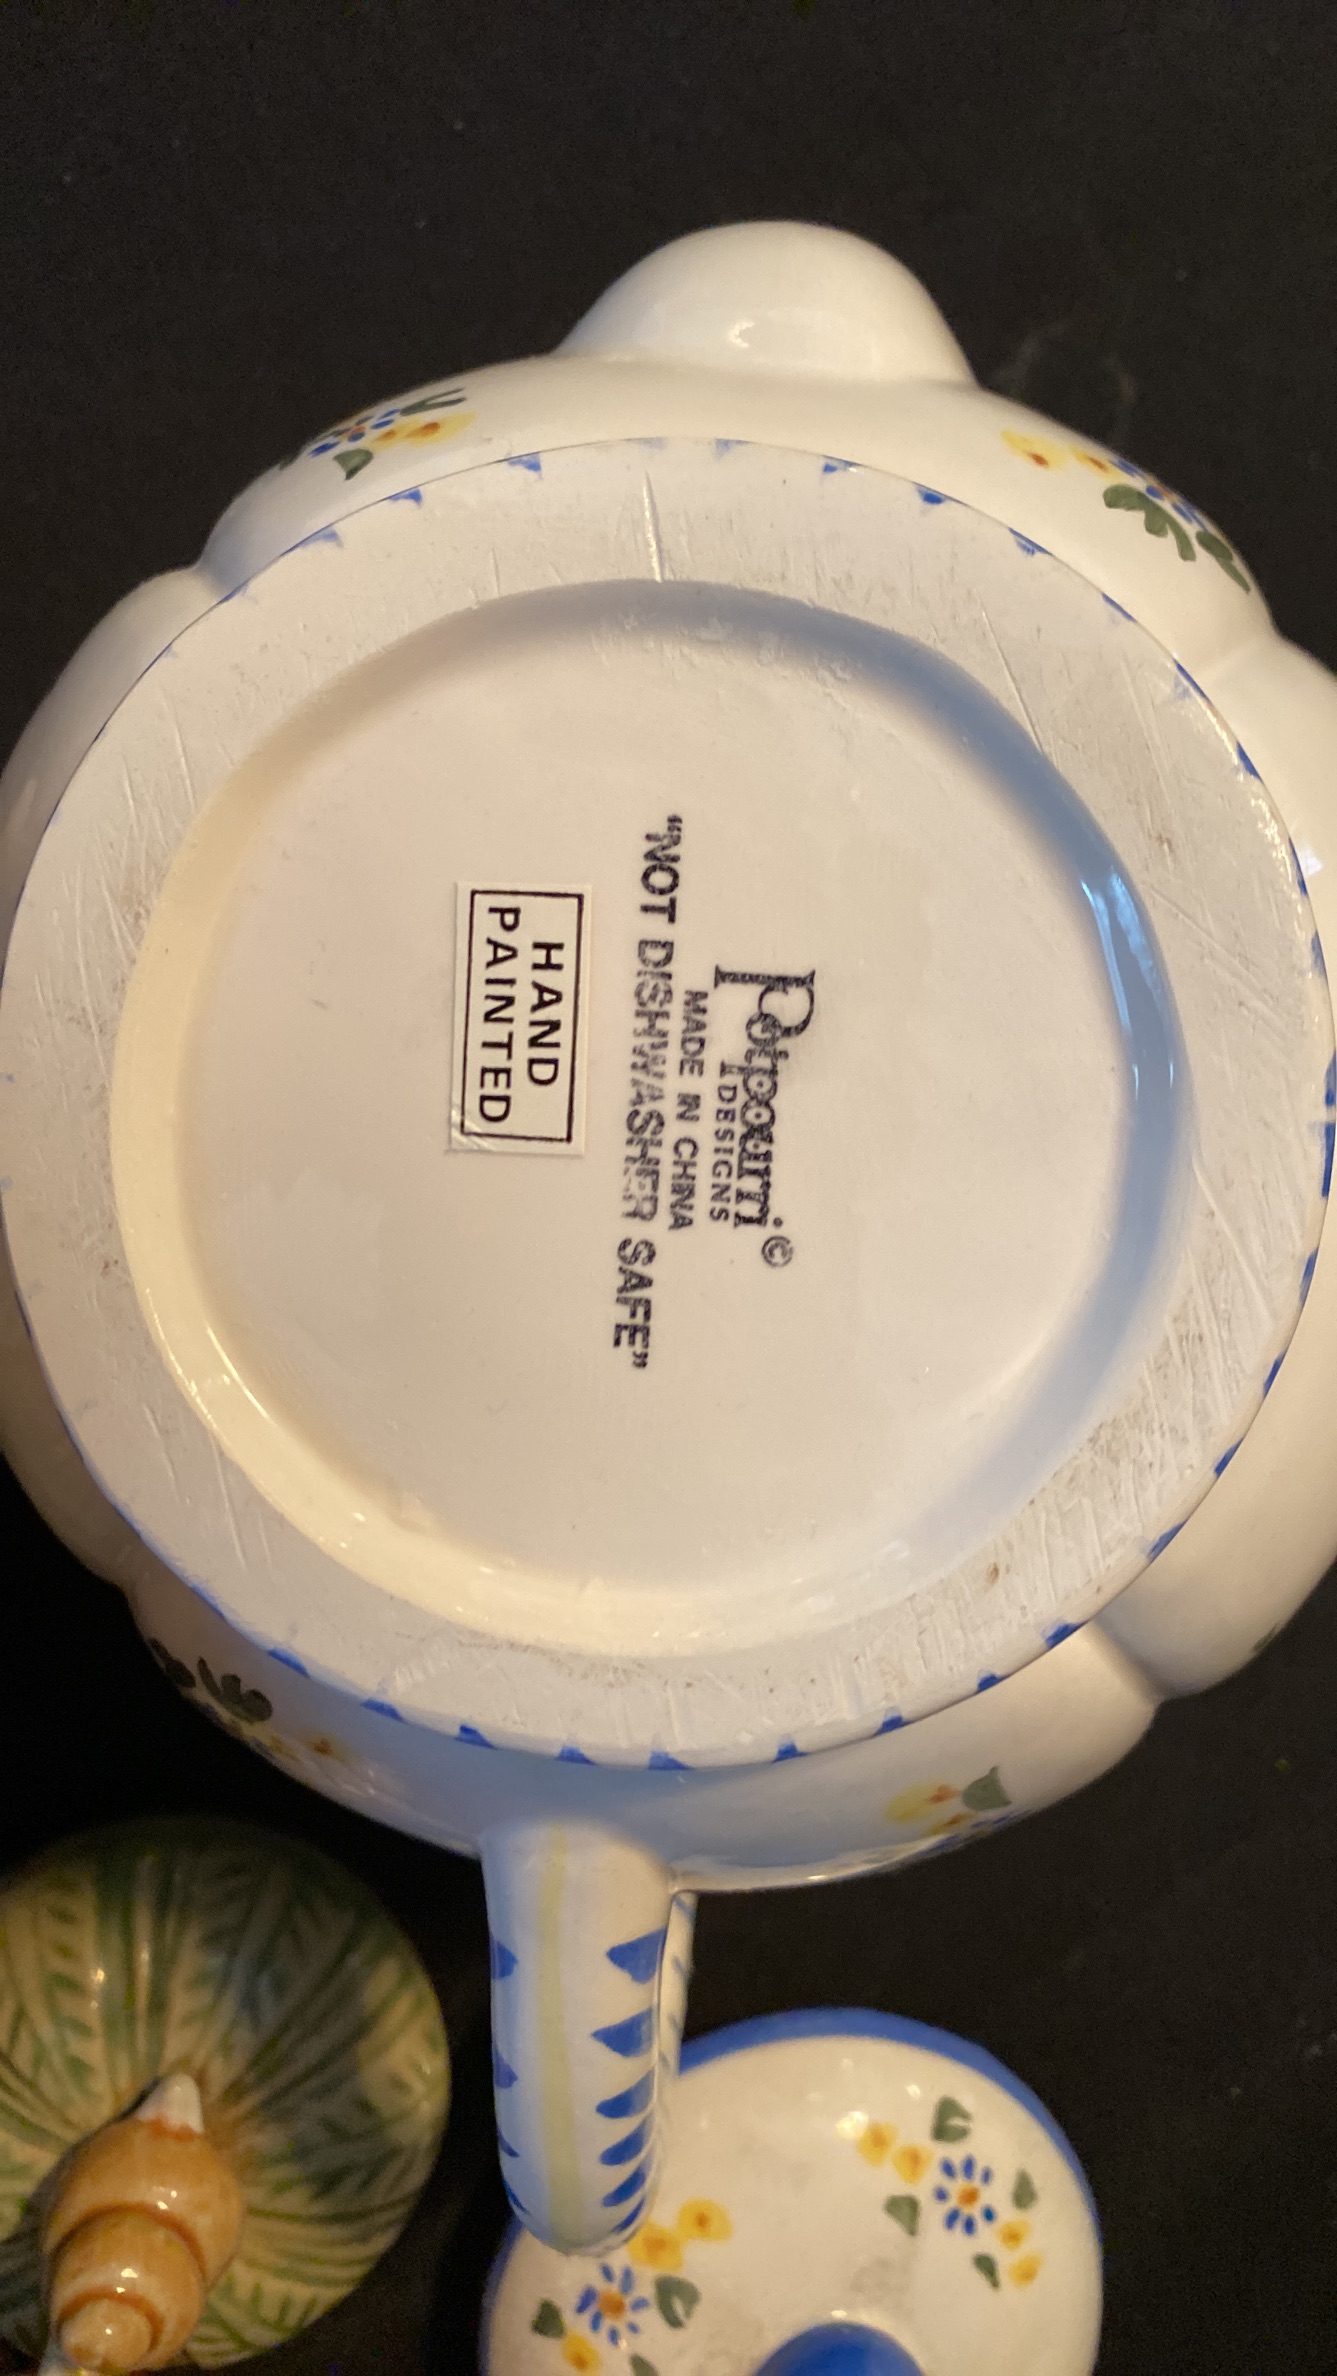 Potpourri ©
DESIGNS
MADE IN CHINA
“NOT DISHWASHER SAFE”
HAND
PAINTED